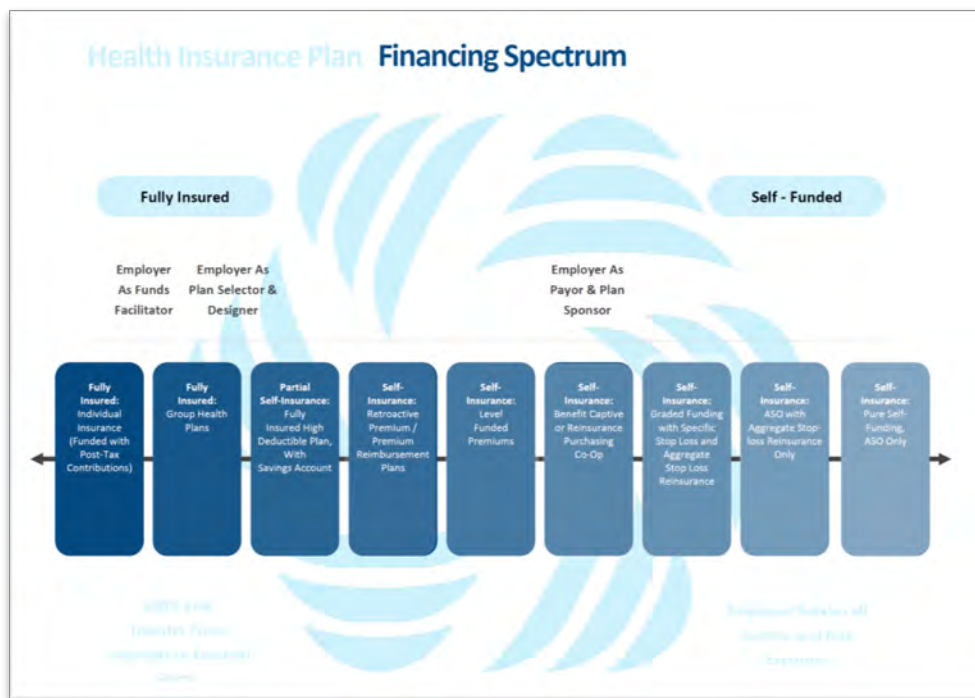 Health Insurance Plan Financing Spectrum
Fully Insured
Self - Funded
Employer
As Funds
Facilitator
Employer As
Plan Selector &
Designer
Employer As
Payor & Plan
Sponsor
Fully
Insured:
Individual
Insurance
(Funded with
Post-Tax
Contributions)
Fully
Insured:
Group Health
Plans
Partial
Self-Insurance:
Fully
Insured High
Deductible Plan,
With
Savings Account
Self-
Insurance:
Retroactive
Premium /
Premium
Reimbursement
Plans
Self-
Insurance:
Level
Funded
Premiums
Self-
Insurance:
Benefit Captive
or Reinsurance
Purchasing
Co-Op
Self-
Insurance:
Graded Funding
with Specific
Stop Loss and
Aggregate
Stop Loss
Reinsurance
Self-
Insurance:
ASO with
Aggregate Stop-
loss Reinsurance
Only
Self-
Insurance:
Pure Self-
Funding,
ASO Only